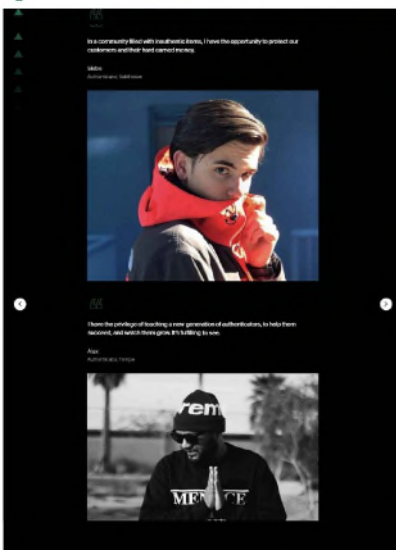 In a community filled with inauthentic items, I have the opportunity to protect our
customers and their hard earned money.
I have the privilege of teaching a new generation of authenticators, to help them
succeed, and watch them grow. It's fulfilling to see.
Alex
Authenticator, Tempe
rem
MENACE